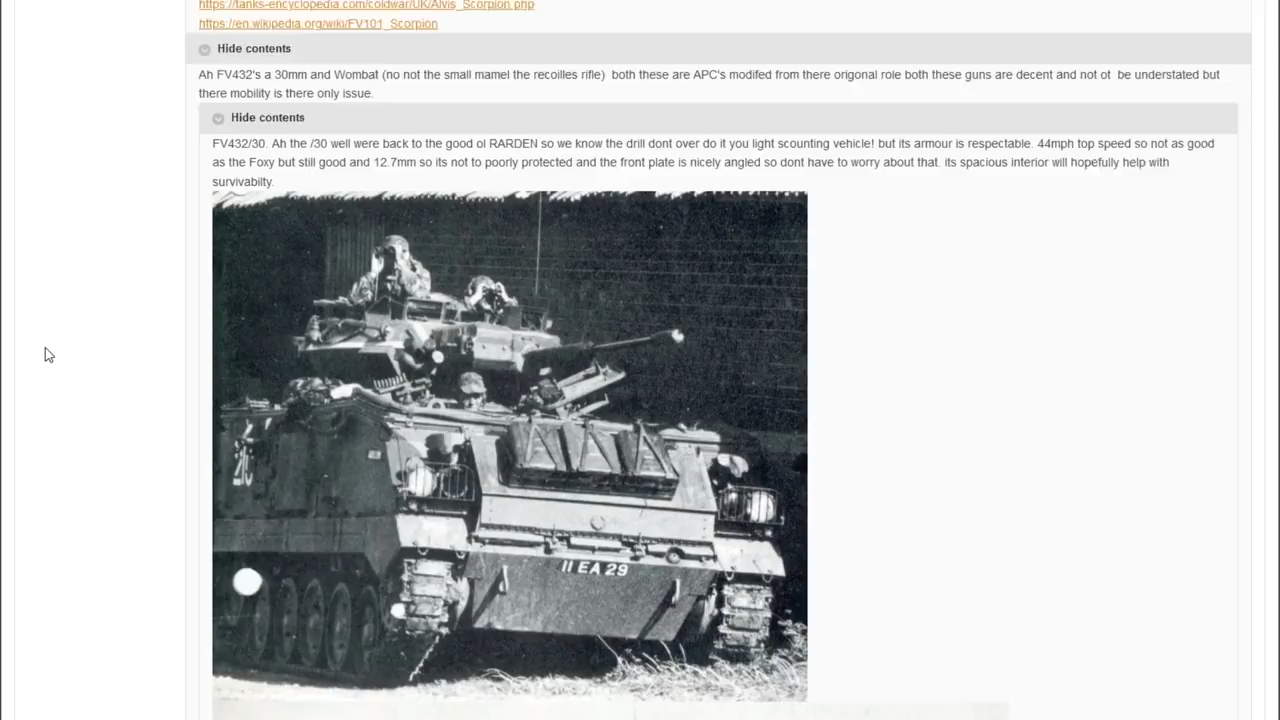 https://tanks-encyclopedia.com/coldwar/UK/Alvis_Scorpion.php
https://en.wikipedia.org/wiki/FV101_Scorpion
Hide contents
Ah FV432's a 30mm and Wombat (no not the small mamel the recoilles rifle)  both these are APC's modifed from there origonal role both these guns are decent and not ot  be understated but
there mobility is there only issue.
Hide contents
FV432/30. Ah the /30 well were back to the good ol RARDEN so we know the drill dont over do it you light scounting vehicle! but its armour is respectable. 44mph top speed so not as good
as the Foxy but still good and 12.7mm so its not to poorly protected and the front plate is nicely angled so dont have to worry about that. its spacious interior will hopefully help with
survivabilty.
11 EA 29